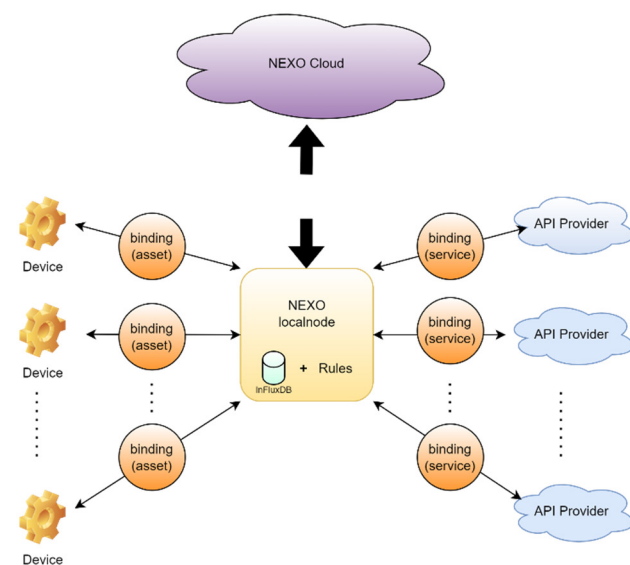 NEXO Cloud
binding
(asset)
Device
binding
(service)
API Provider
NEXO
localnode
InFluxDB
+ Rules
binding
(asset)
Device
binding
(service)
API Provider
binding
(asset)
Device
binding
(service)
API Provider